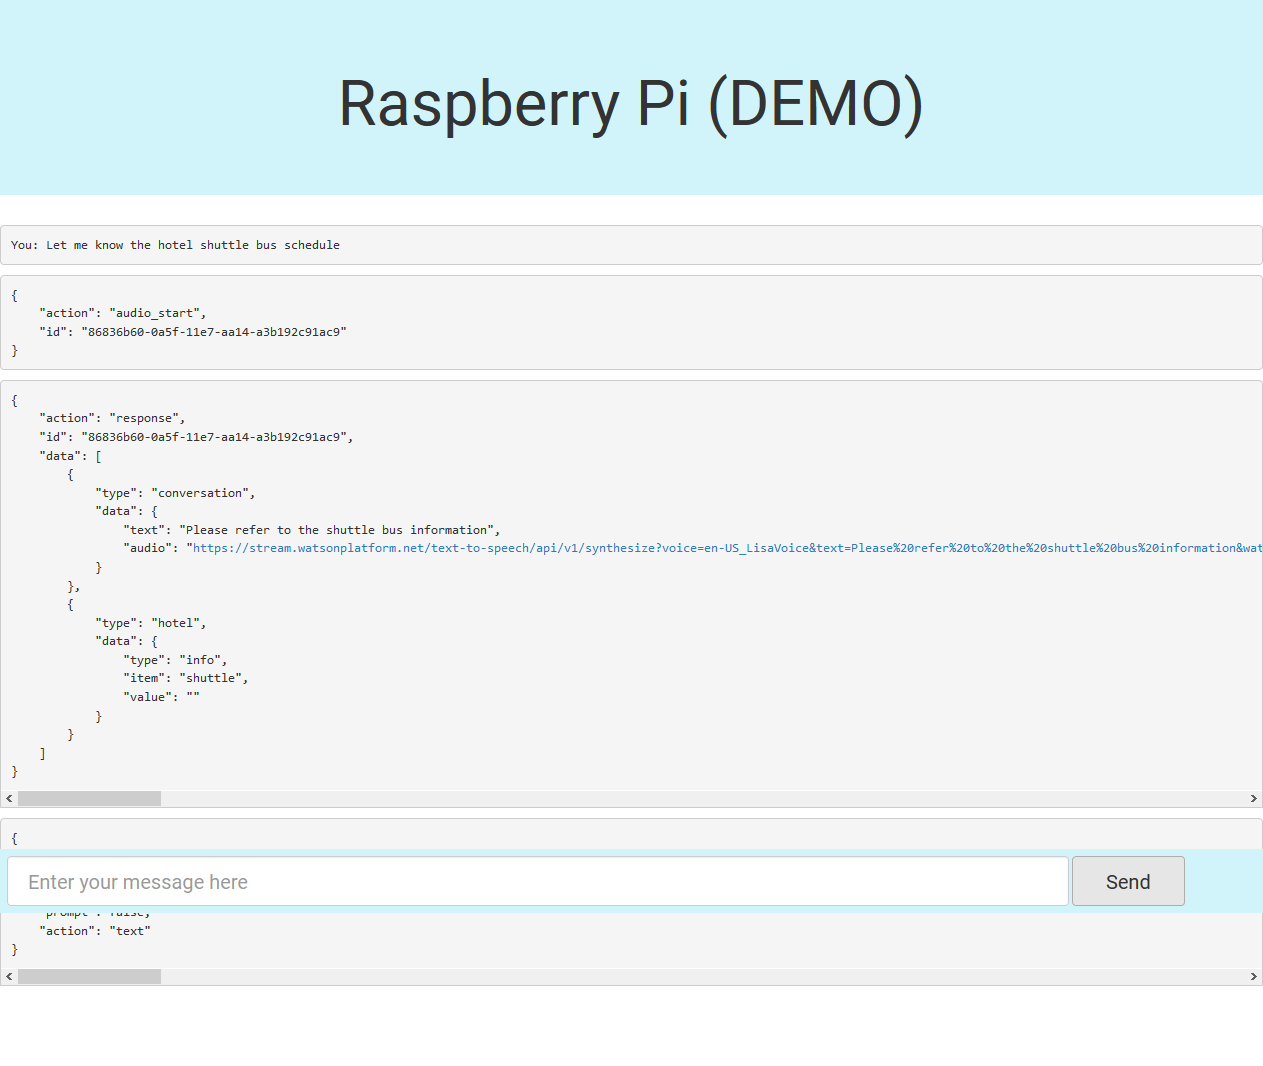 Raspberry Pi (DEMO)
You: Let me know the hotel shuttle bus schedule
{
"action": "audio_start",
"id": "86836b60-0a5f-11e7-aa14-a3b192c91ac9"
}
{
"action": "response",
"id": "86836b60-0a5f-11e7-aa14-a3b192c91ac9",
"data": [
{
"type": "conversation",
"data": {
"text": "Please refer to the shuttle bus information",
"audio": "https://stream.watsonplatform.net/text-to-speech/api/v1/synthesize?voice=en-US_LisaVoice&text=Please%20refer%20to%20the%20shuttle%20bus%20information&wat
}
},
{
"type": "hotel",
"data": {
"type": "info",
"item": "shuttle",
"value": ""
}
}
]
}
{
Enter your message here Send
"prompt": false,
"action": "text"
}